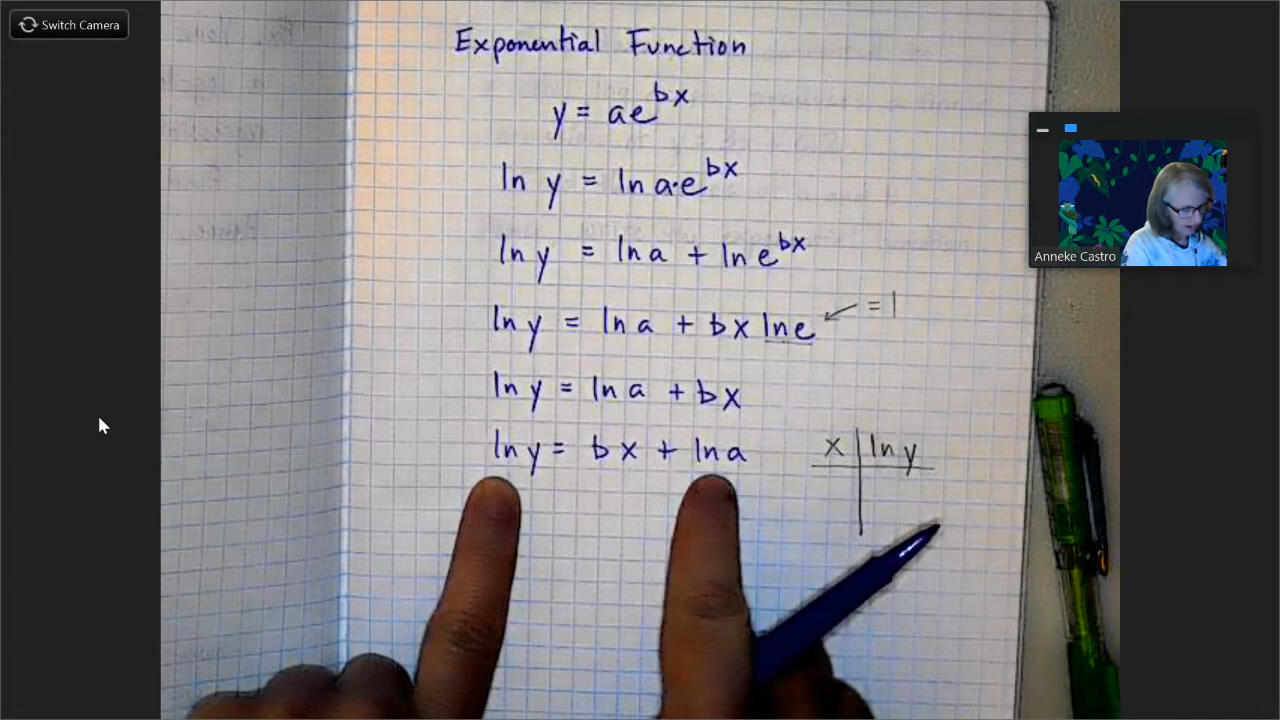 Switch Camera
Exponential Function
y = ae^bx
ln y = ln a·e^bx
ln y = ln a + ln e^bx
ln y = ln a + bx ln e ← = 1
ln y = ln a + bx
ln y = bx + ln a
x | ln y
Anneke Castro